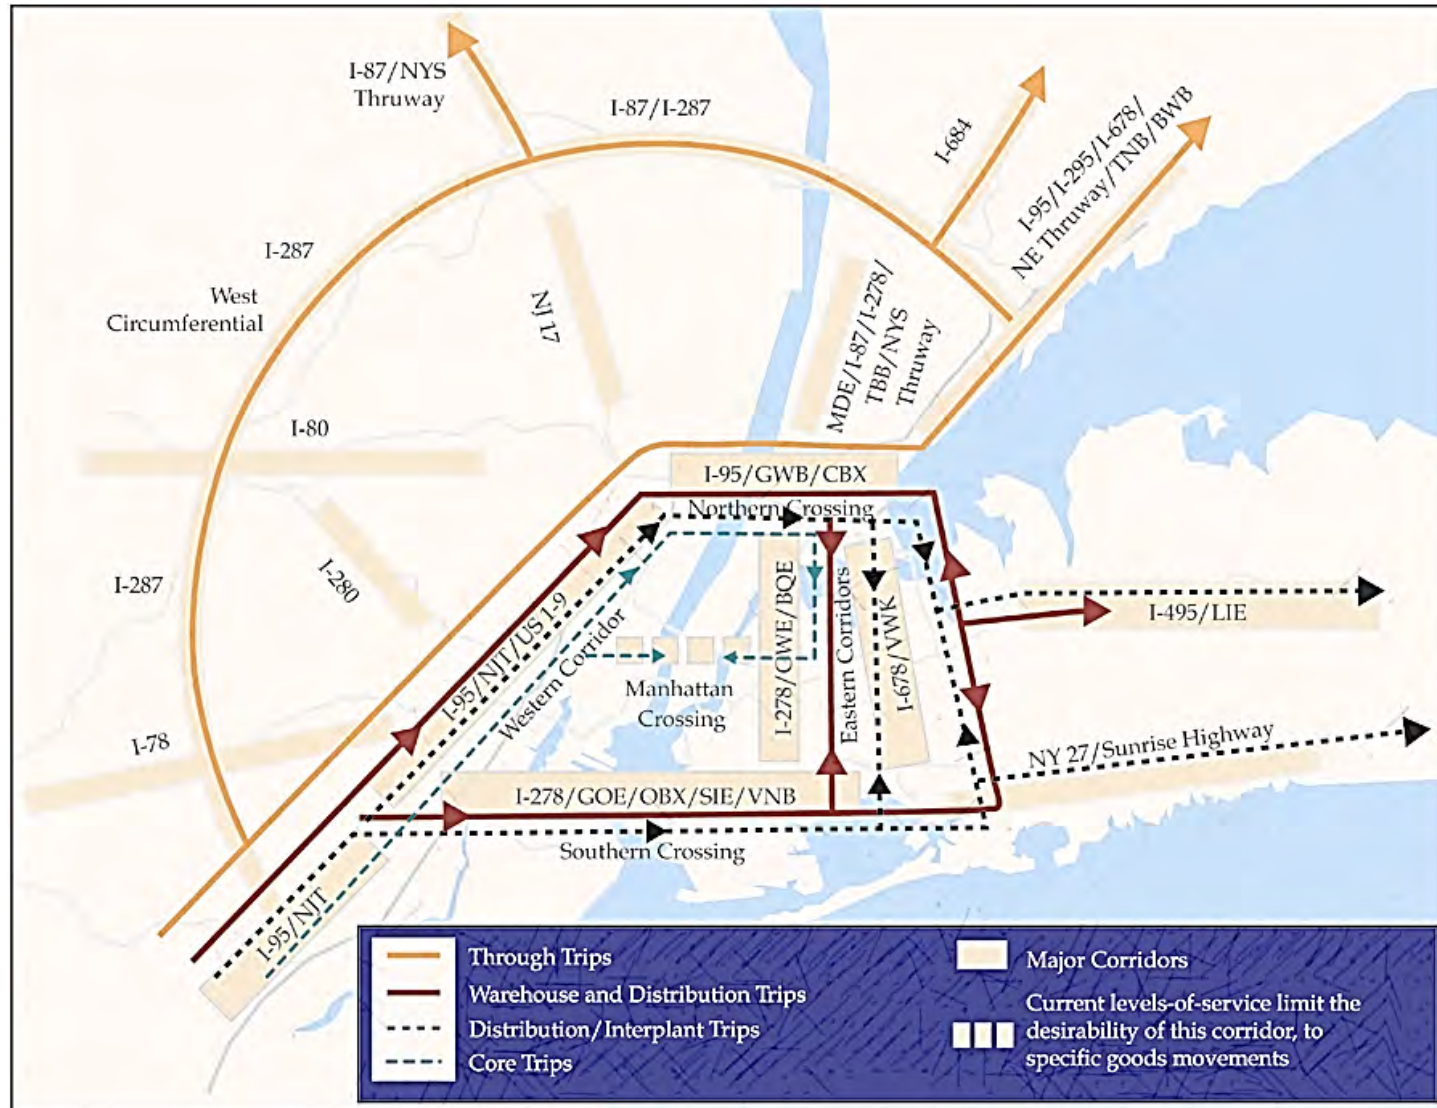 I-87/NYS
Thruway
I-87/I-287
I-684
I-95/I-295/I-678/
NE Thruway/TNB/BWB
I-287
West
Circumferential
NJ 17
MDE/I-87/I-278/
TBB/NYS
Thruway
I-80
I-95/GWB/CBX
Northern Crossing
I-287
I-280
I-95/NJT/US 1-9
Western Corridor
Manhattan
Crossing
I-278/GWE/BQE
Eastern Corridors
I-678/VWK
I-495/LIE
I-78
NY 27/Sunrise Highway
I-278/GOE/OBX/SIE/VNB
Southern Crossing
I-95/NJT
Through Trips
Warehouse and Distribution Trips
Distribution/Interplant Trips
Core Trips
Major Corridors
Current levels-of-service limit the
desirability of this corridor, to
specific goods movements